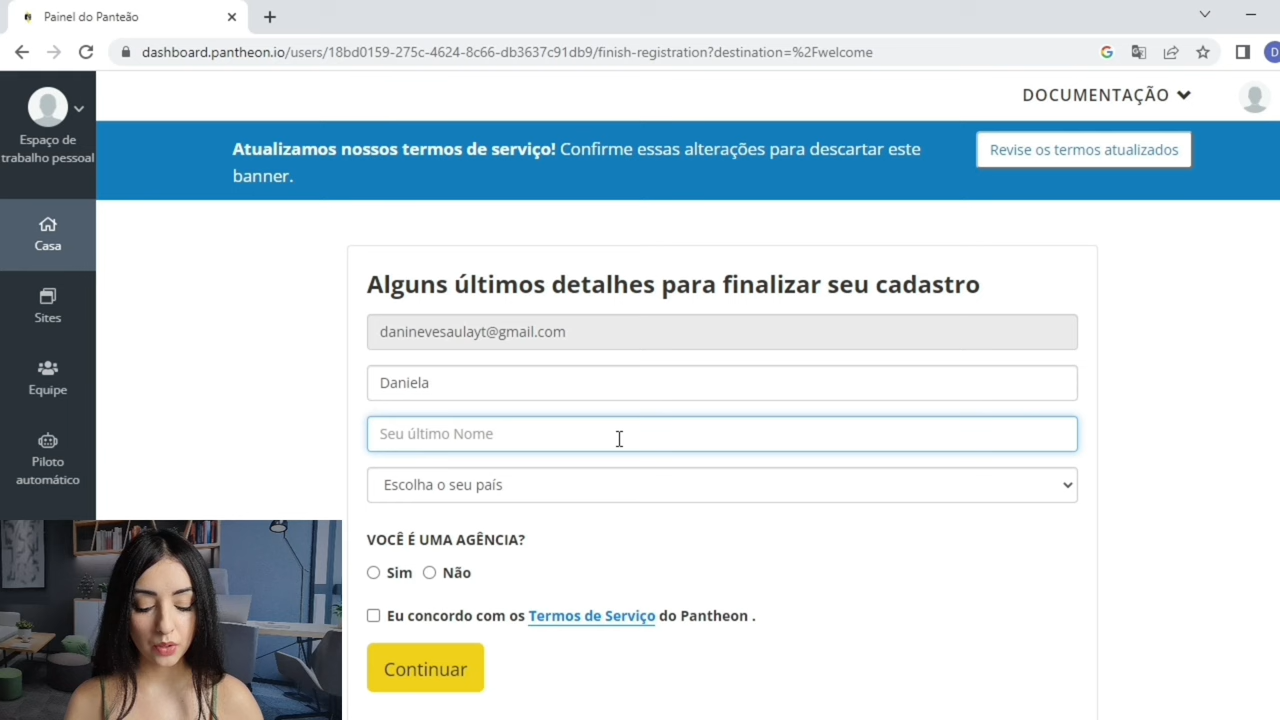 Painel do Panteão
dashboard.pantheon.io/users/18bd0159-275c-4624-8c66-db3637c91db9/finish-registration?destination=%2Fwelcome
D
DOCUMENTAÇÃO
Espaço de
trabalho pessoal
Atualizamos nossos termos de serviço! Confirme essas alterações para descartar este
banner.
Revise os termos atualizados
Casa
Sites
Equipe
Piloto
automático
Alguns últimos detalhes para finalizar seu cadastro
daninevesaulayt@gmail.com
Daniela
Seu último Nome
Escolha o seu país
VOCÊ É UMA AGÊNCIA?
Sim Não
Eu concordo com os Termos de Serviço do Pantheon .
Continuar